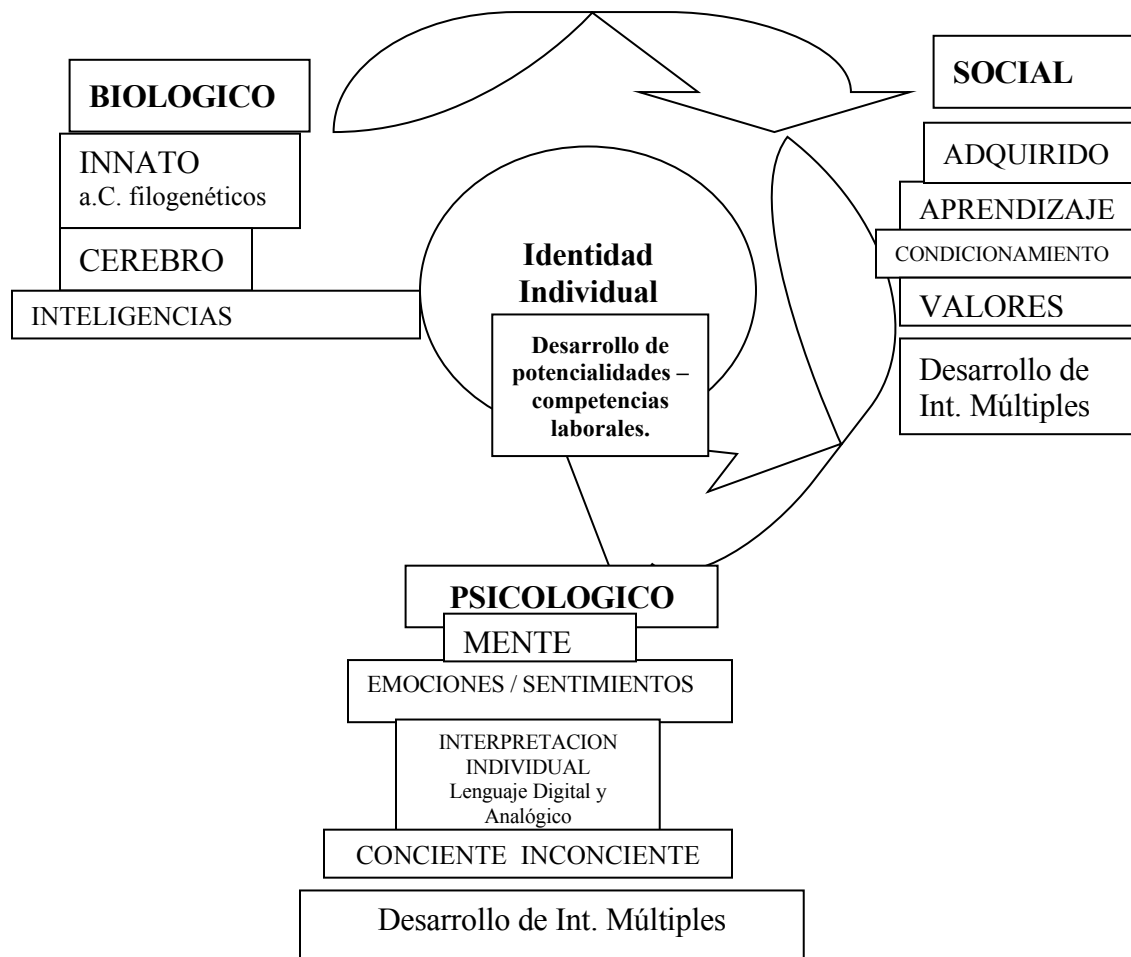 BIOLOGICO
INNATO
a.C. filogenéticos
CEREBRO
INTELIGENCIAS
SOCIAL
ADQUIRIDO
APRENDIZAJE
CONDICIONAMIENTO
VALORES
Desarrollo de
Int. Múltiples
Identidad
Individual
Desarrollo de
potencialidades –
competencias
laborales.
PSICOLOGICO
MENTE
EMOCIONES / SENTIMIENTOS
INTERPRETACION
INDIVIDUAL
Lenguaje Digital y
Analógico
CONCIENTE INCONCIENTE
Desarrollo de Int. Múltiples